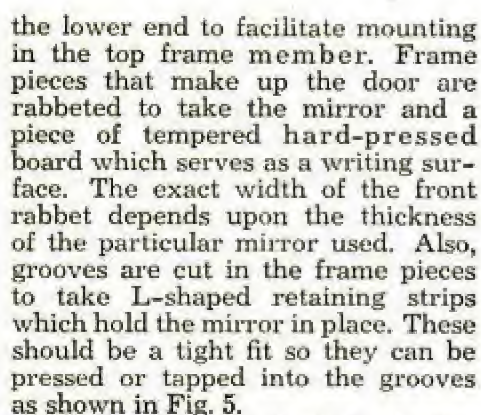 the lower end to facilitate mounting
in the top frame member. Frame
pieces that make up the door are
rabbeted to take the mirror and a
piece of tempered hard-pressed
board which serves as a writing sur-
face. The exact width of the front
rabbet depends upon the thickness
of the particular mirror used. Also,
grooves are cut in the frame pieces
to take L-shaped retaining strips
which hold the mirror in place. These
should be a tight fit so they can be
pressed or tapped into the grooves
as shown in Fig. 5.